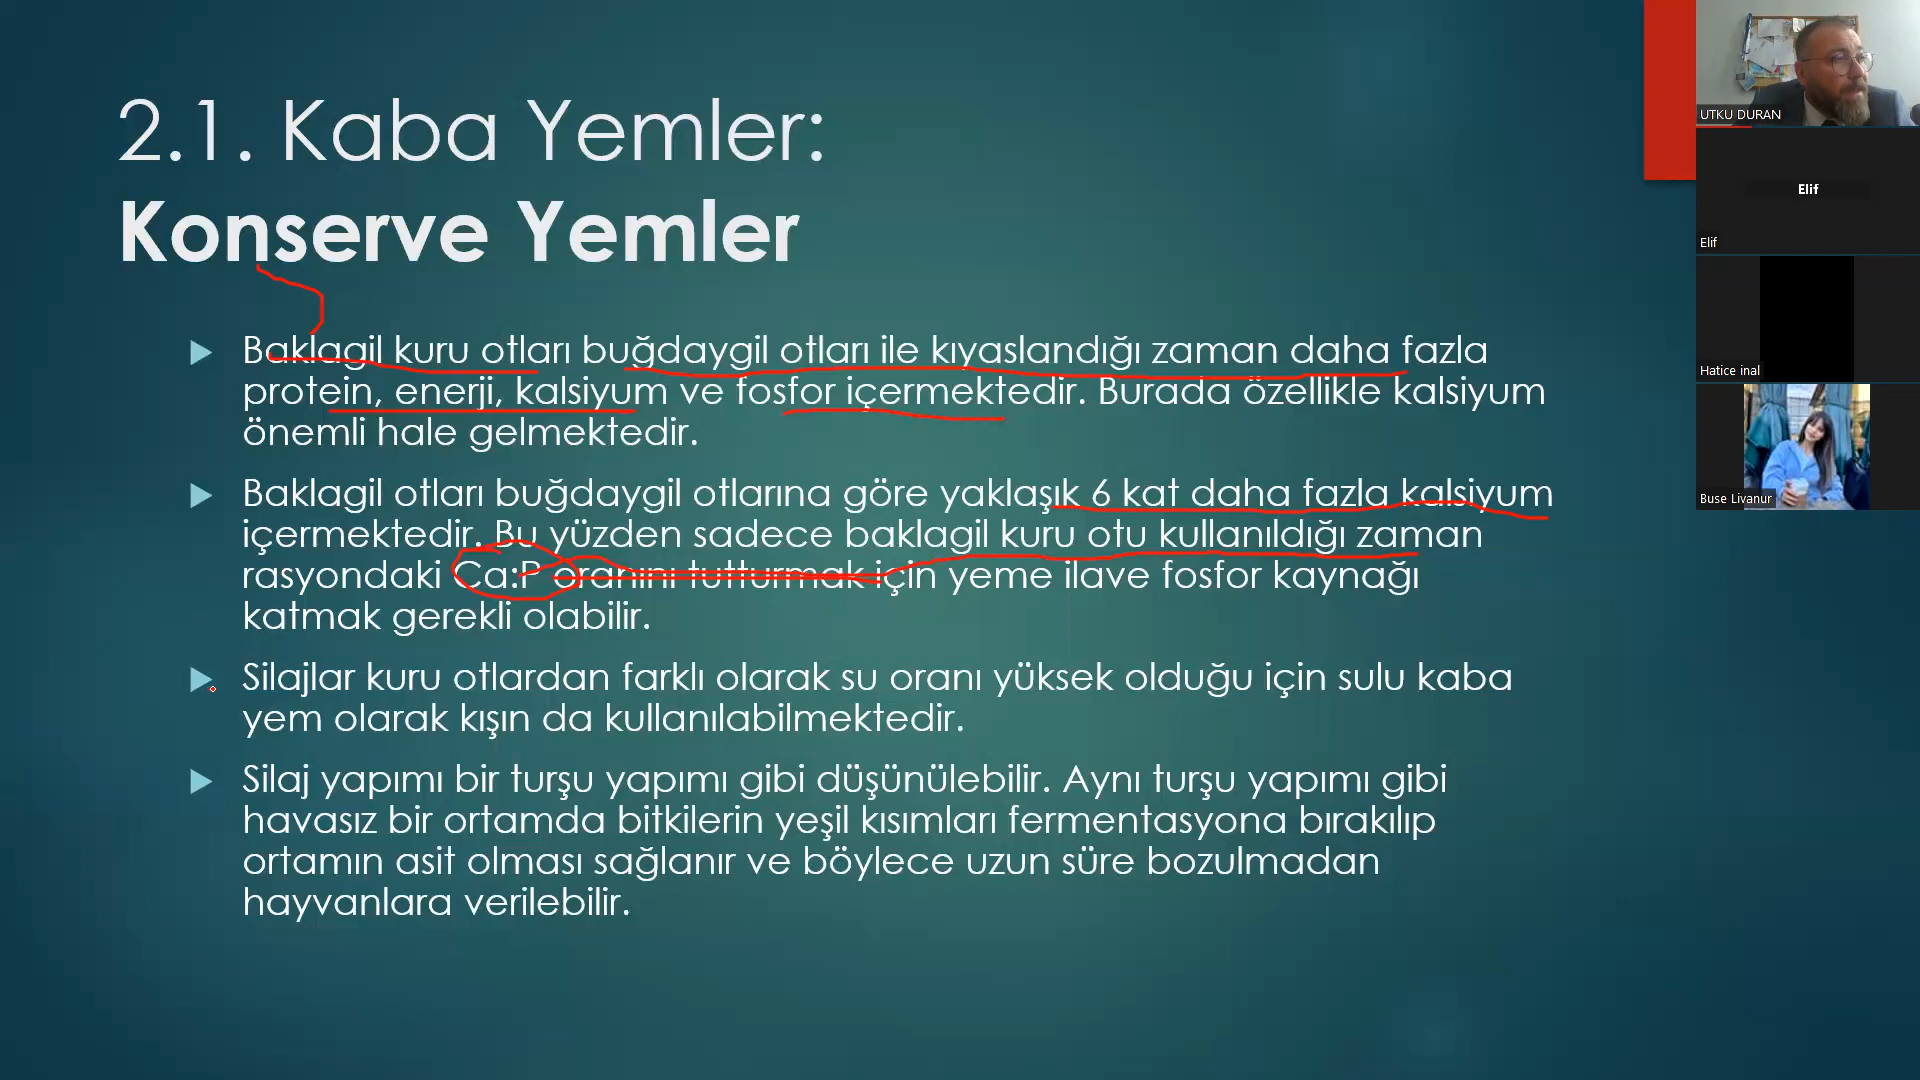 2.1. Kaba Yemler:
Konserve Yemler
Baklagil kuru otları buğdaygil otları ile kıyaslandığı zaman daha fazla
protein, enerji, kalsiyum ve fosfor içermektedir. Burada özellikle kalsiyum
önemli hale gelmektedir.
Baklagil otları buğdaygil otlarına göre yaklaşık 6 kat daha fazla kalsiyum
içermektedir. Bu yüzden sadece baklagil kuru otu kullanıldığı zaman
rasyondaki Ca:P oranını tutturmak için yeme ilave fosfor kaynağı
katmak gerekli olabilir.
Silajlar kuru otlardan farklı olarak su oranı yüksek olduğu için sulu kaba
yem olarak kışın da kullanılabilmektedir.
Silaj yapımı bir turşu yapımı gibi düşünülebilir. Aynı turşu yapımı gibi
havasız bir ortamda bitkilerin yeşil kısımları fermentasyona bırakılıp
ortamın asit olması sağlanır ve böylece uzun süre bozulmadan
hayvanlara verilebilir.
UTKU DURAN
Elif
Elif
Hatice inal
Buse Livanur